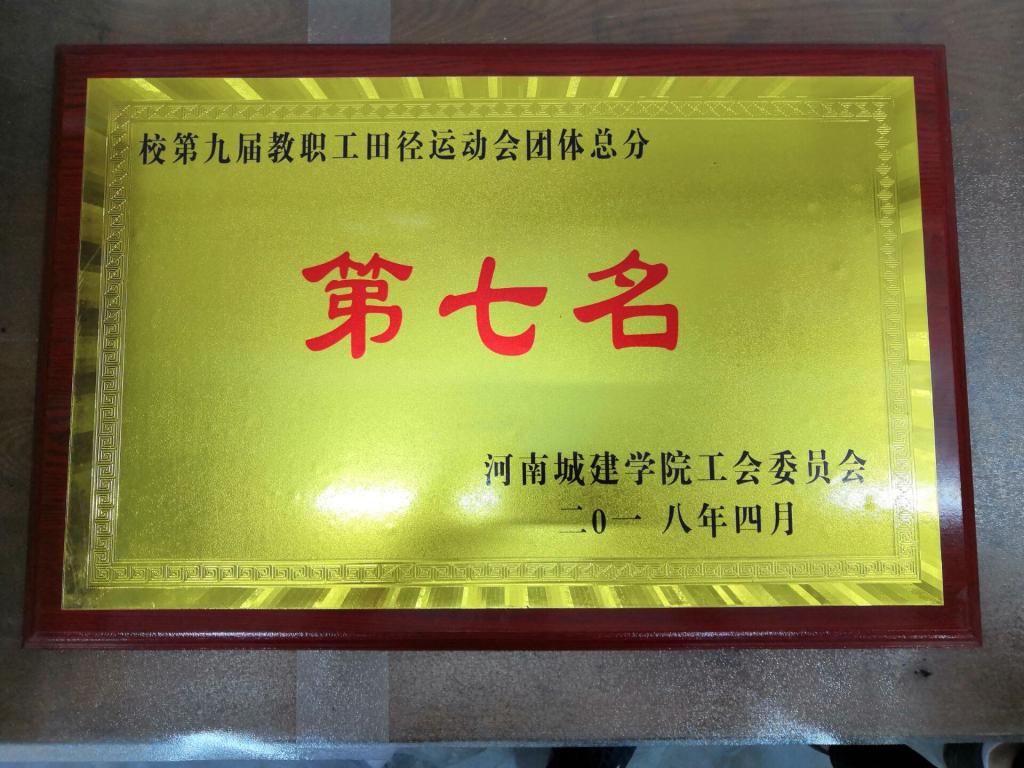 校第九届教职工田径运动会团体总分
第七名
河南城建学院工会委员会
二0一 八年四月